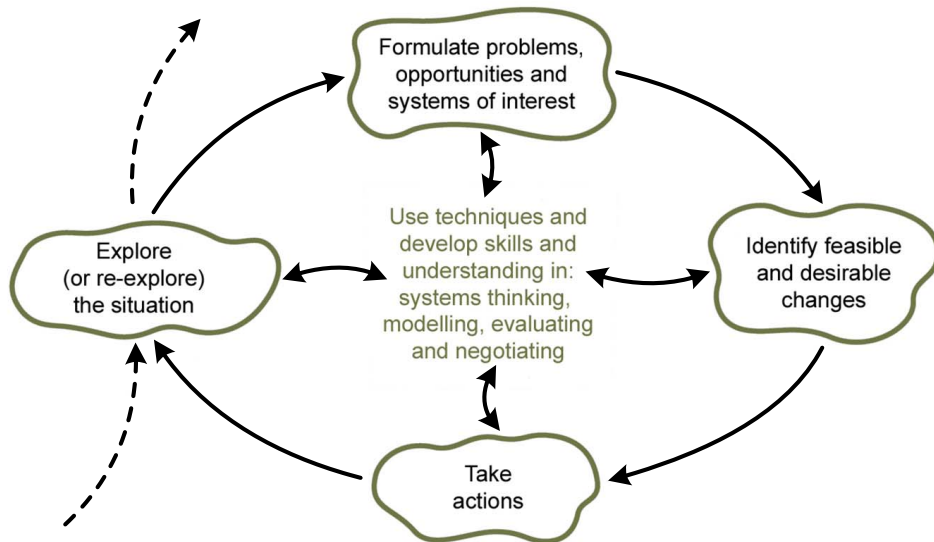 Formulate problems,
opportunities and
systems of interest
Use techniques and
develop skills and
understanding in:
systems thinking,
modelling, evaluating
and negotiating
Explore
(or re-explore)
the situation
Identify feasible
and desirable
changes
Take
actions